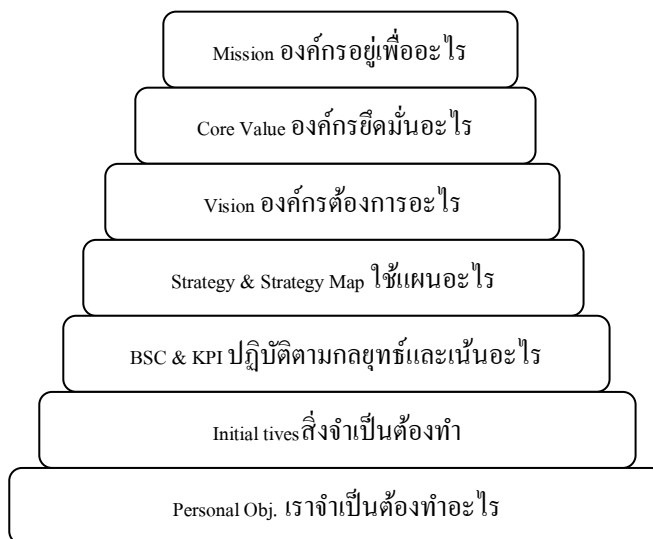 Mission องค์กรอยู่เพื่ออะไร
Core Value องค์กรยึดมั่นอะไร
Vision องค์กรต้องการอะไร
Strategy & Strategy Map ใช้แผนอะไร
BSC & KPI ปฏิบัติตามกลยุทธ์และเน้นอะไร
Initial tives สิ่งจำเป็นต้องทำ
Personal Obj. เราจำเป็นต้องทำอะไร